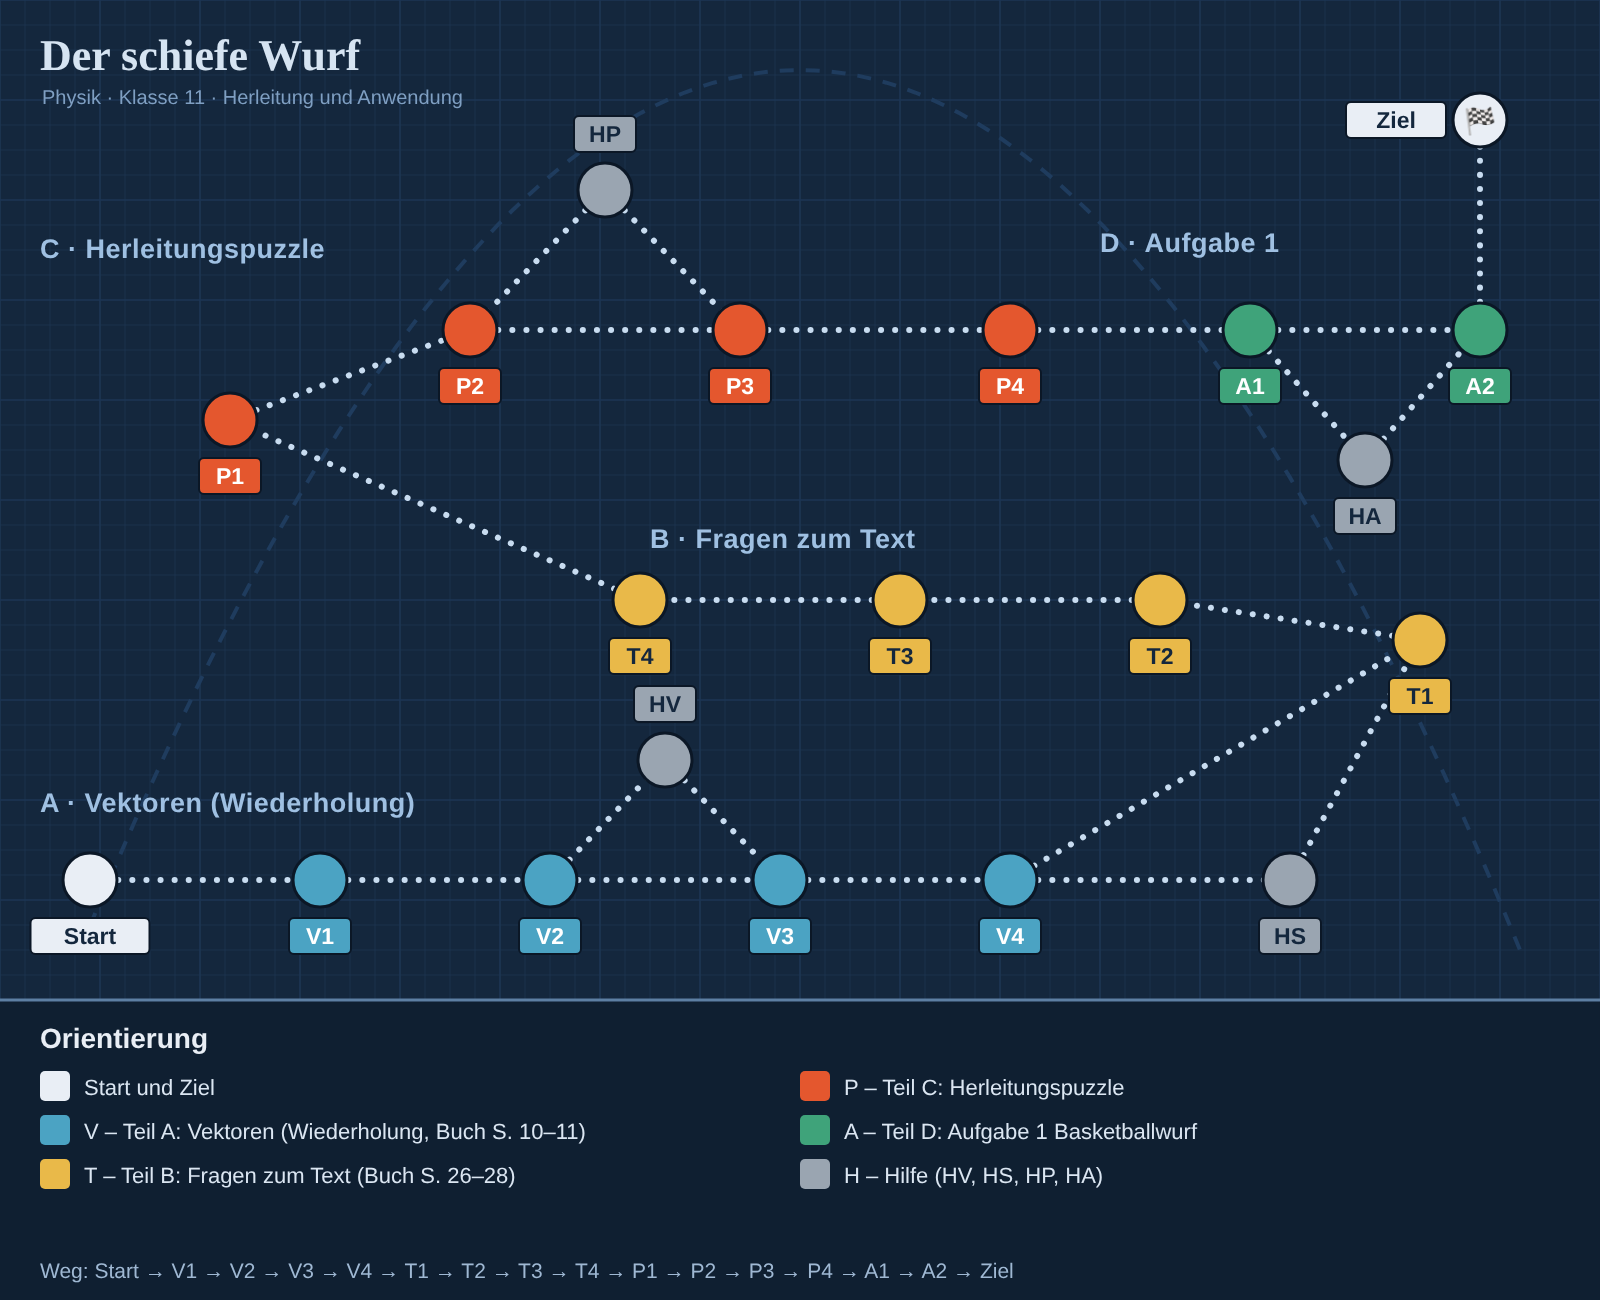 Der schiefe Wurf
Physik · Klasse 11 · Herleitung und Anwendung
HP
Ziel
C · Herleitungspuzzle
D · Aufgabe 1
P2
P3
P4
A1
A2
P1
HA
B · Fragen zum Text
T4
T3
T2
T1
HV
A · Vektoren (Wiederholung)
Start
V1
V2
V3
V4
HS
Orientierung
Start und Ziel
V – Teil A: Vektoren (Wiederholung, Buch S. 10–11)
T – Teil B: Fragen zum Text (Buch S. 26–28)
P – Teil C: Herleitungspuzzle
A – Teil D: Aufgabe 1 Basketballwurf
H – Hilfe (HV, HS, HP, HA)
Weg: Start → V1 → V2 → V3 → V4 → T1 → T2 → T3 → T4 → P1 → P2 → P3 → P4 → A1 → A2 → Ziel